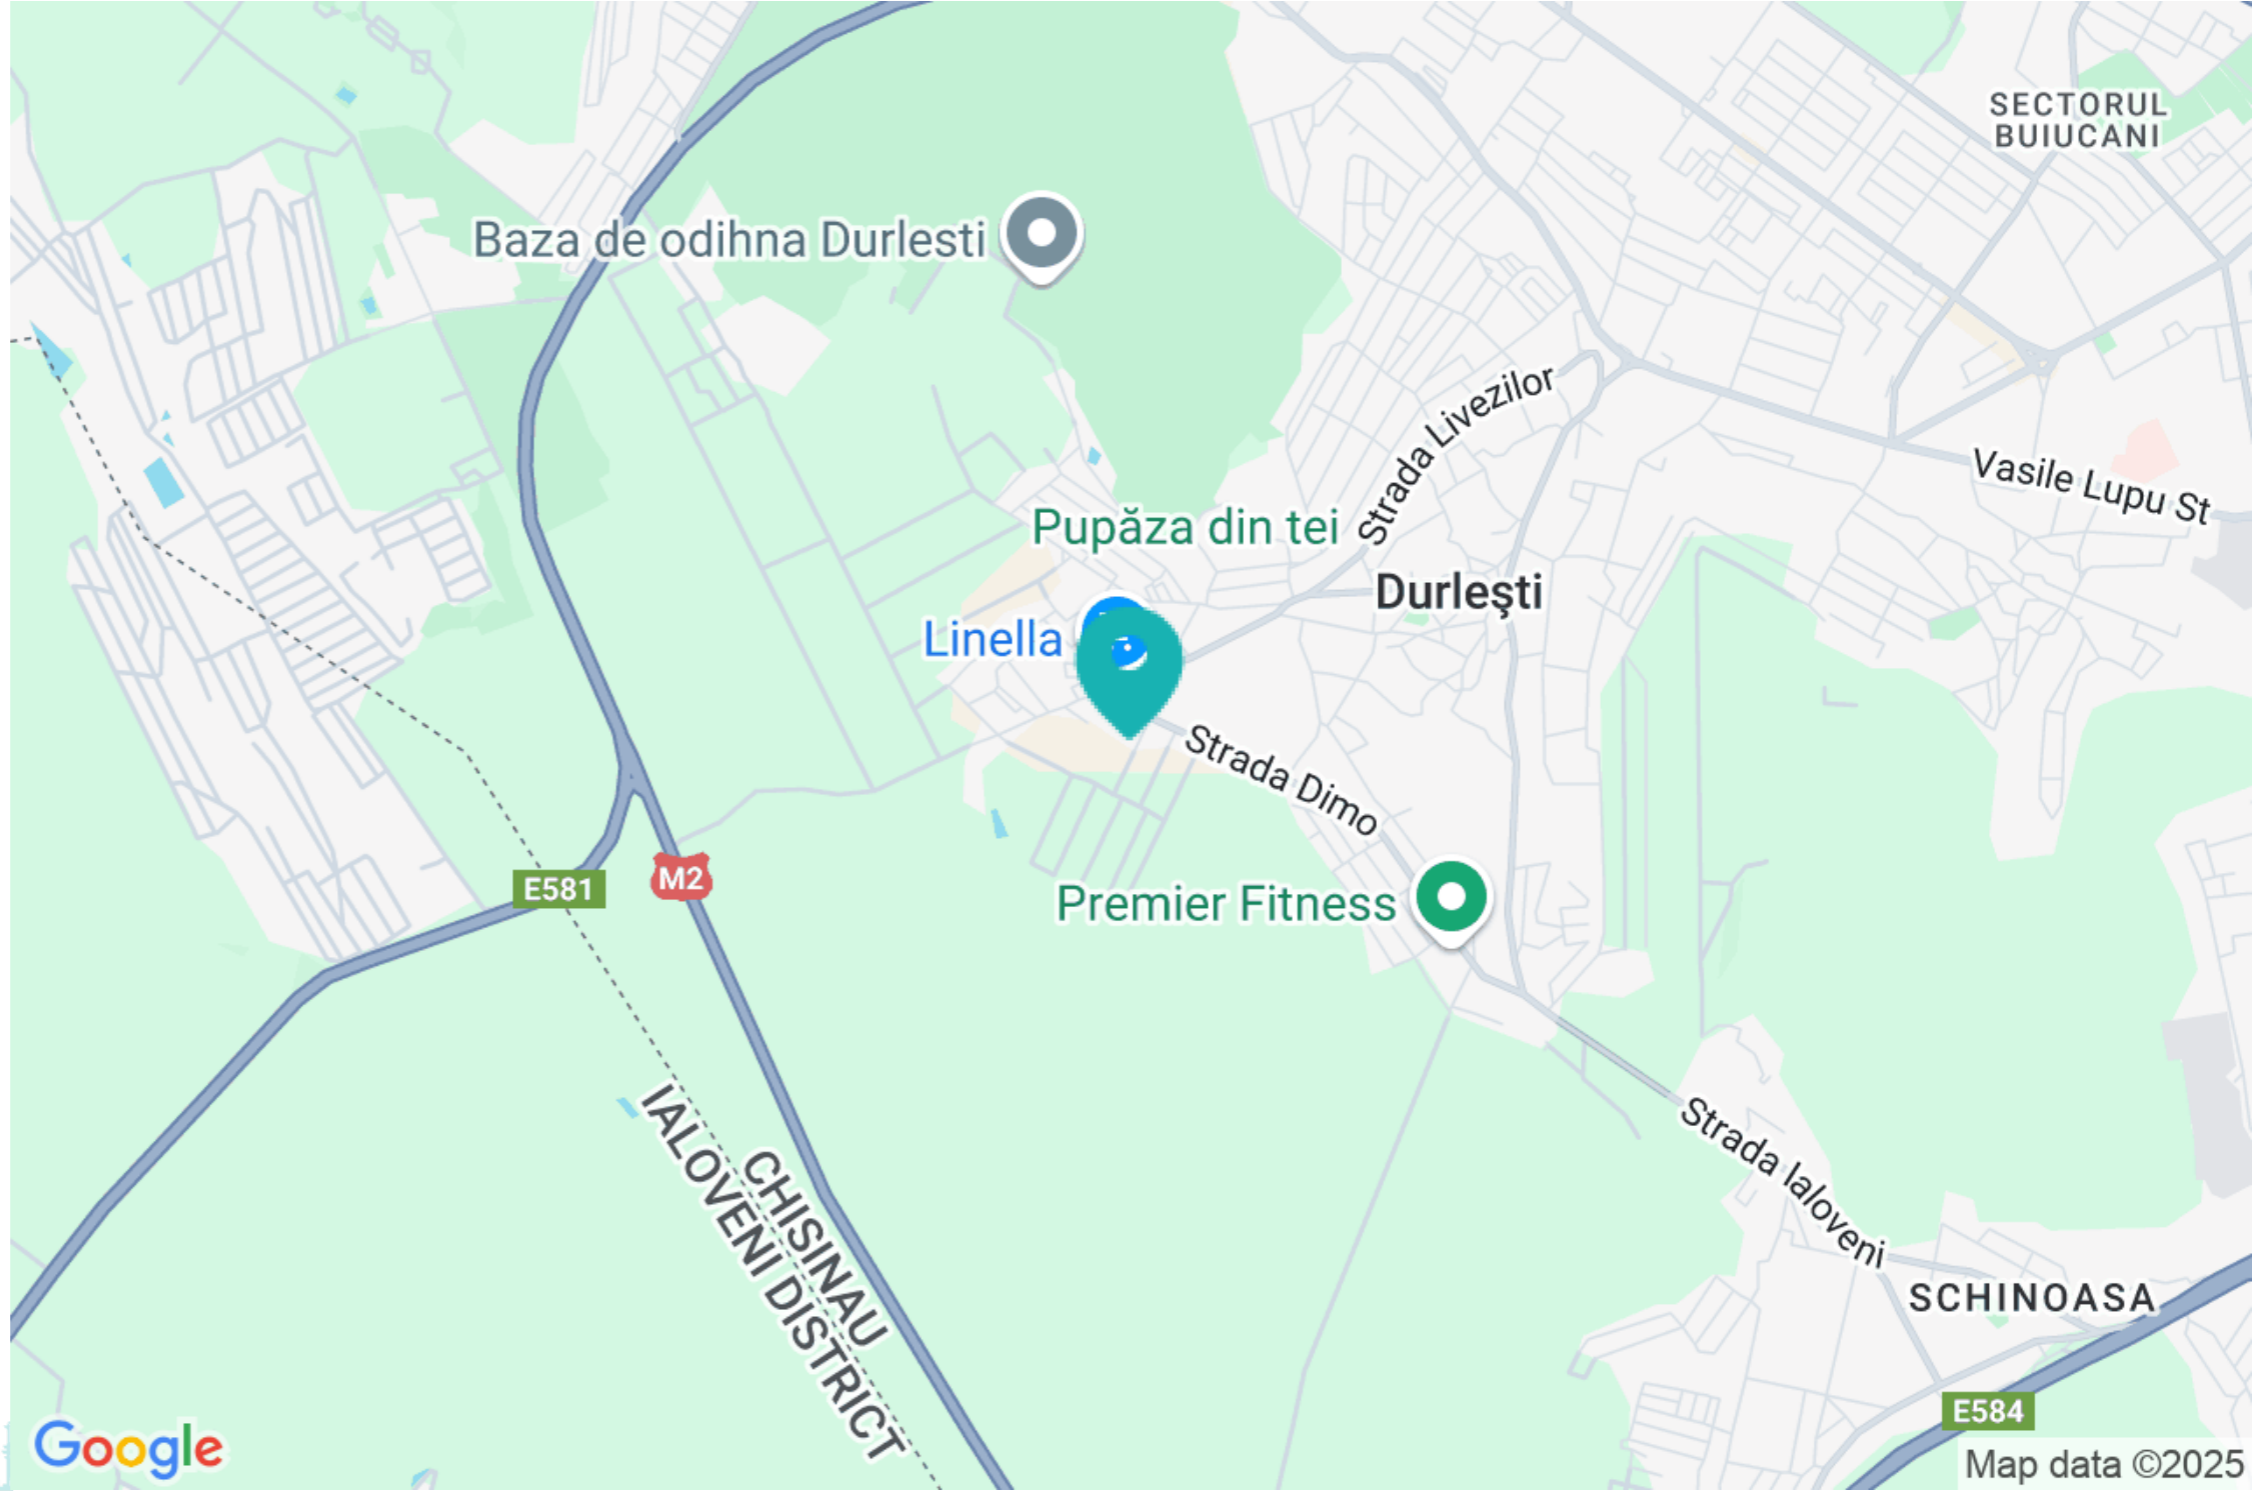 SECTORUL
BUIUCANI
Baza de odihna Durlesti
Strada Livezilor
Vasile Lupu St
Pupăza din tei
Durleşti
Linella
Strada Dimo
E581
M2
Premier Fitness
IALOVENI DISTRICT
CHISINAU
Strada Ialoveni
SCHINOASA
E584
Google
Map data ©2025